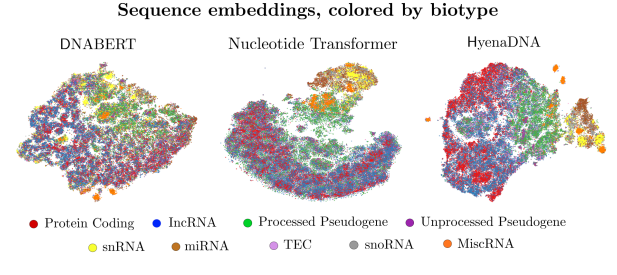 Sequence embeddings, colored by biotype
DNABERT Nucleotide Transformer HyenaDNA
Protein Coding lncRNA Processed Pseudogene Unprocessed Pseudogene
snRNA miRNA TEC snoRNA MiscRNA